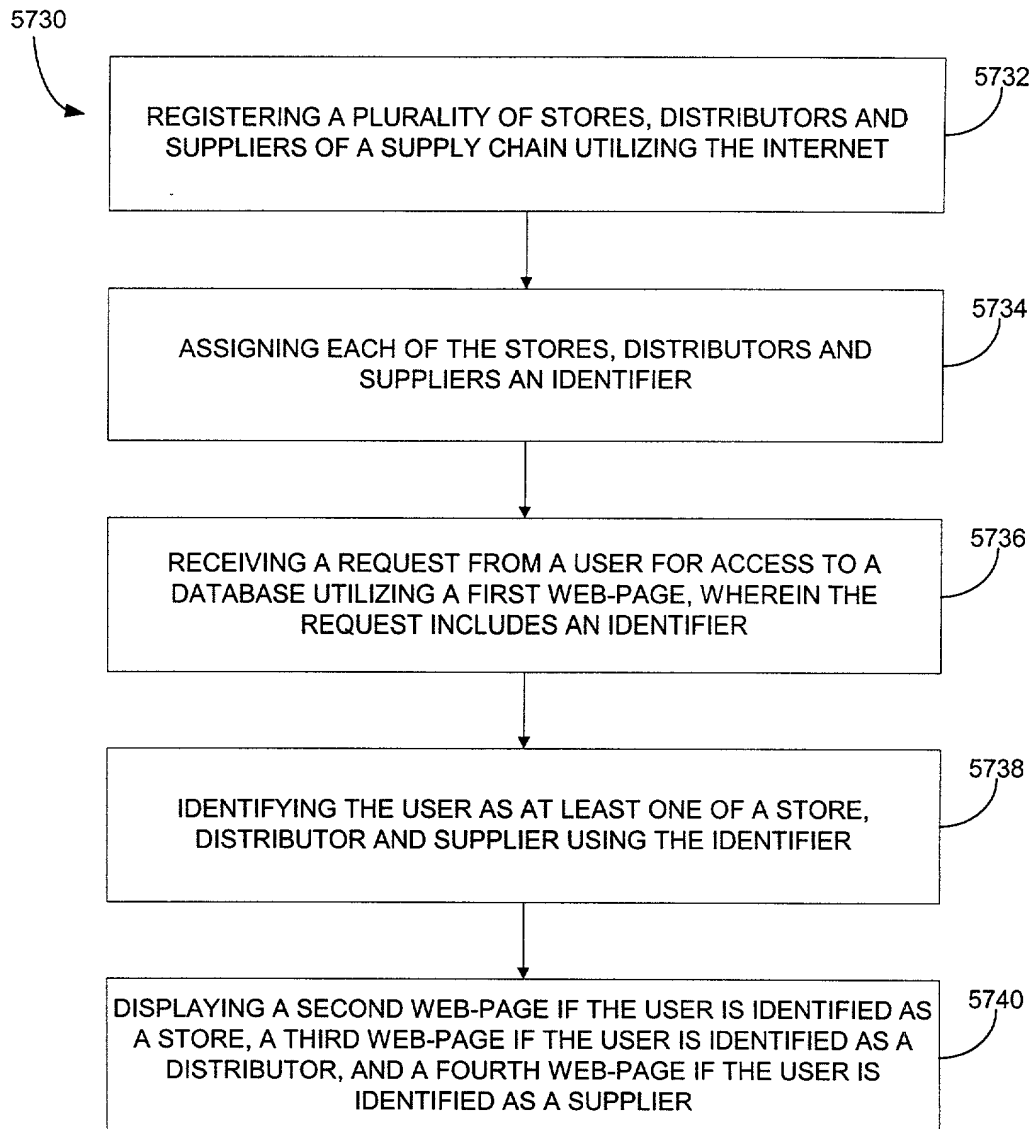 5730
5732
REGISTERING A PLURALITY OF STORES, DISTRIBUTORS AND
SUPPLIERS OF A SUPPLY CHAIN UTILIZING THE INTERNET
5734
ASSIGNING EACH OF THE STORES, DISTRIBUTORS AND
SUPPLIERS AN IDENTIFIER
5736
RECEIVING A REQUEST FROM A USER FOR ACCESS TO A
DATABASE UTILIZING A FIRST WEB-PAGE, WHEREIN THE
REQUEST INCLUDES AN IDENTIFIER
5738
IDENTIFYING THE USER AS AT LEAST ONE OF A STORE,
DISTRIBUTOR AND SUPPLIER USING THE IDENTIFIER
5740
DISPLAYING A SECOND WEB-PAGE IF THE USER IS IDENTIFIED AS
A STORE, A THIRD WEB-PAGE IF THE USER IS IDENTIFIED AS A
DISTRIBUTOR, AND A FOURTH WEB-PAGE IF THE USER IS
IDENTIFIED AS A SUPPLIER